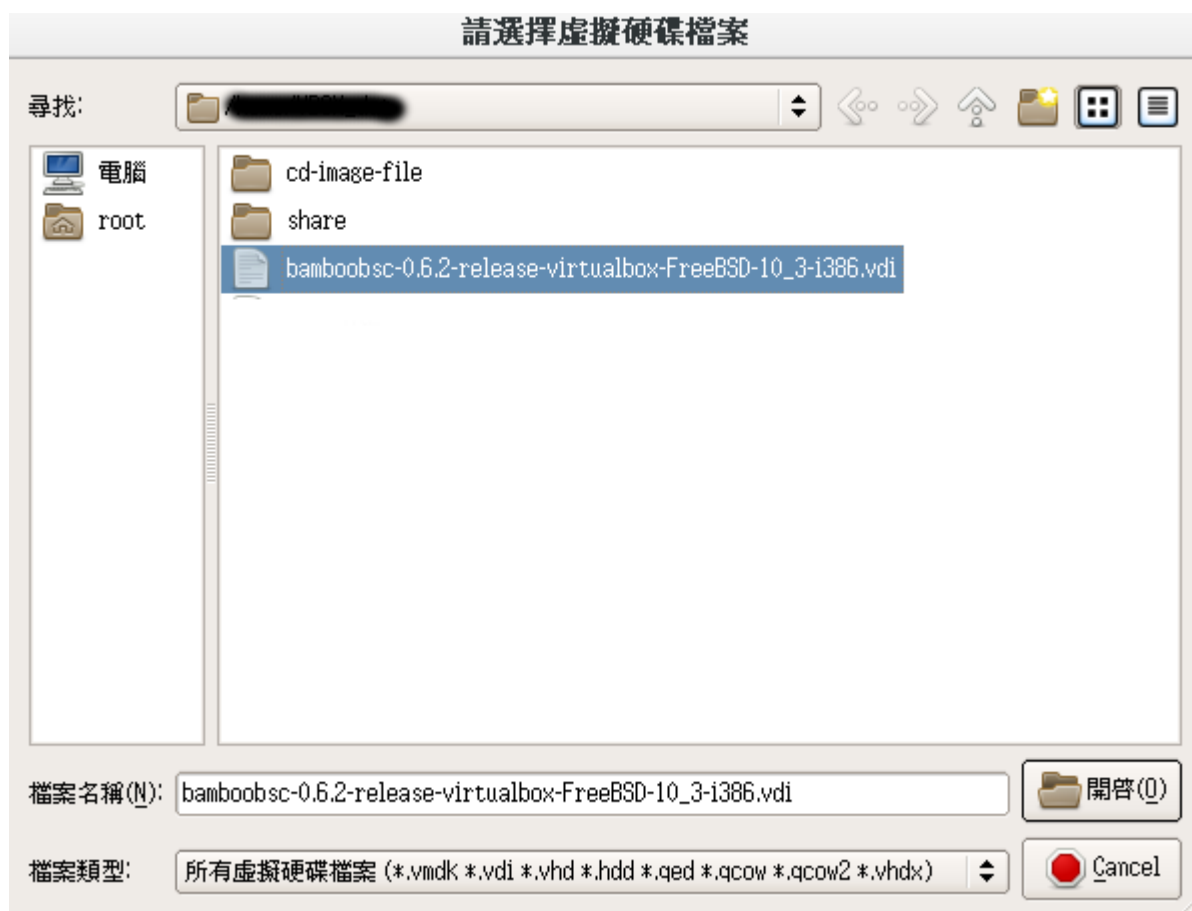 請選擇虛擬硬碟檔案
尋找:
電腦
root
cd-image-file
share
bamboobsc-0.6.2-release-virtualbox-FreeBSD-10_3-i386.vdi
檔案名稱(N): bamboobsc-0.6.2-release-virtualbox-FreeBSD-10_3-i386.vdi 開啓(O)
檔案類型: 所有虛擬硬碟檔案 (*.vmdk *.vdi *.vhd *.hdd *.qed *.qcow *.qcow2 *.vhdx) Cancel